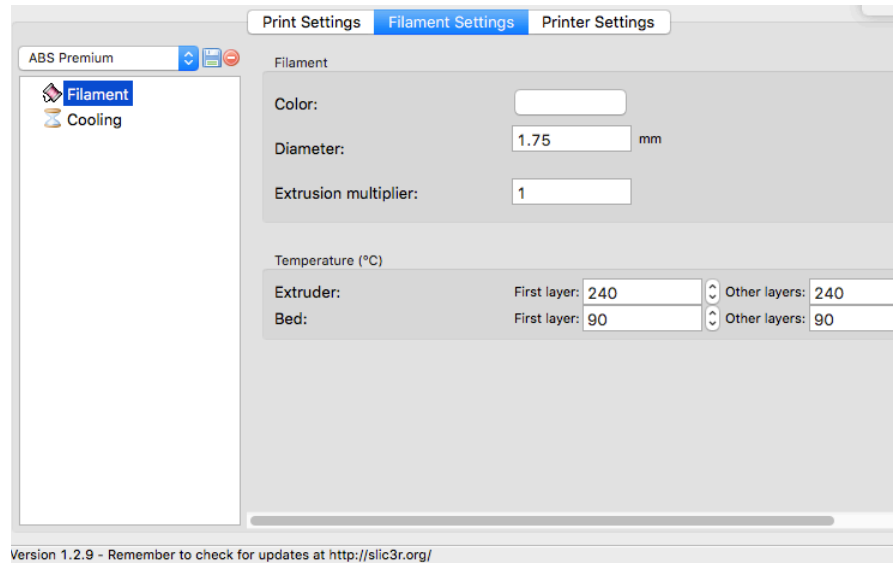 Print Settings Filament Settings Printer Settings
ABS Premium
Filament
Cooling
Filament
Color:
Diameter: 1.75 mm
Extrusion multiplier: 1
Temperature (°C)
Extruder: First layer: 240 Other layers: 240
Bed: First layer: 90 Other layers: 90
Version 1.2.9 - Remember to check for updates at http://slic3r.org/